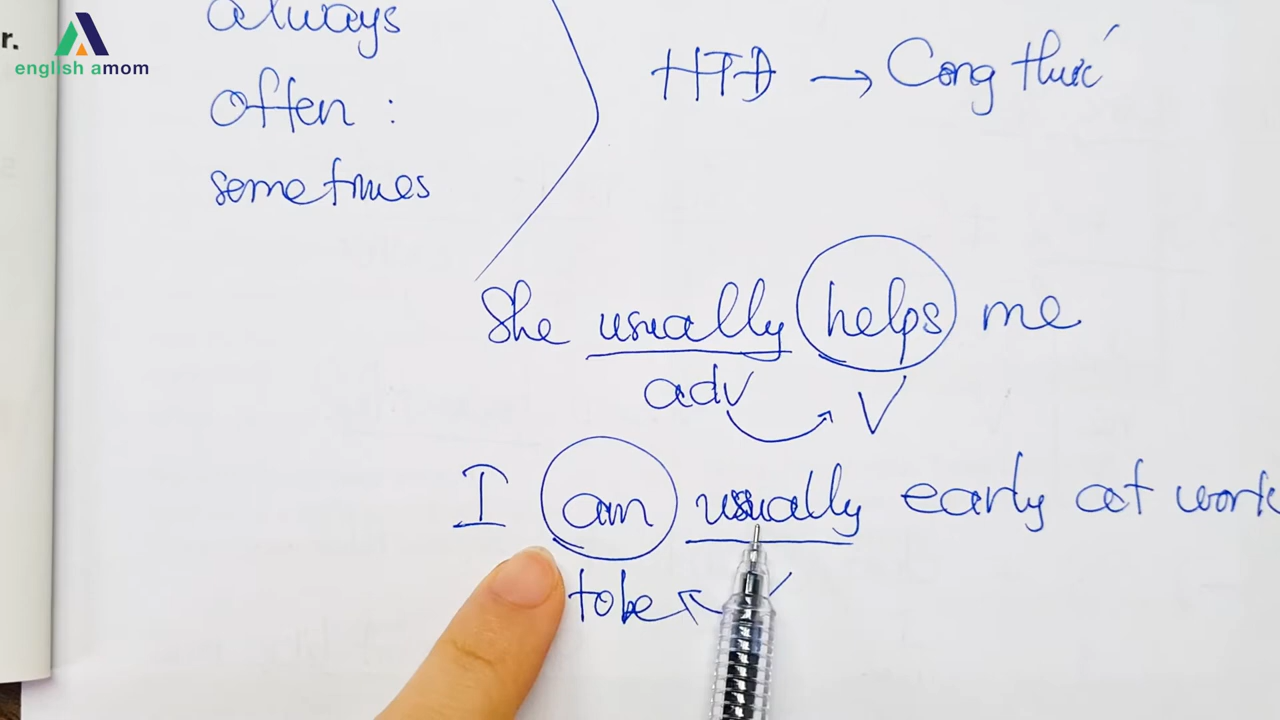 r.
english amom
always
often :
sometimes
HTĐ → Công thức
She usually helps me
adv V
I am usually early at work
tobe